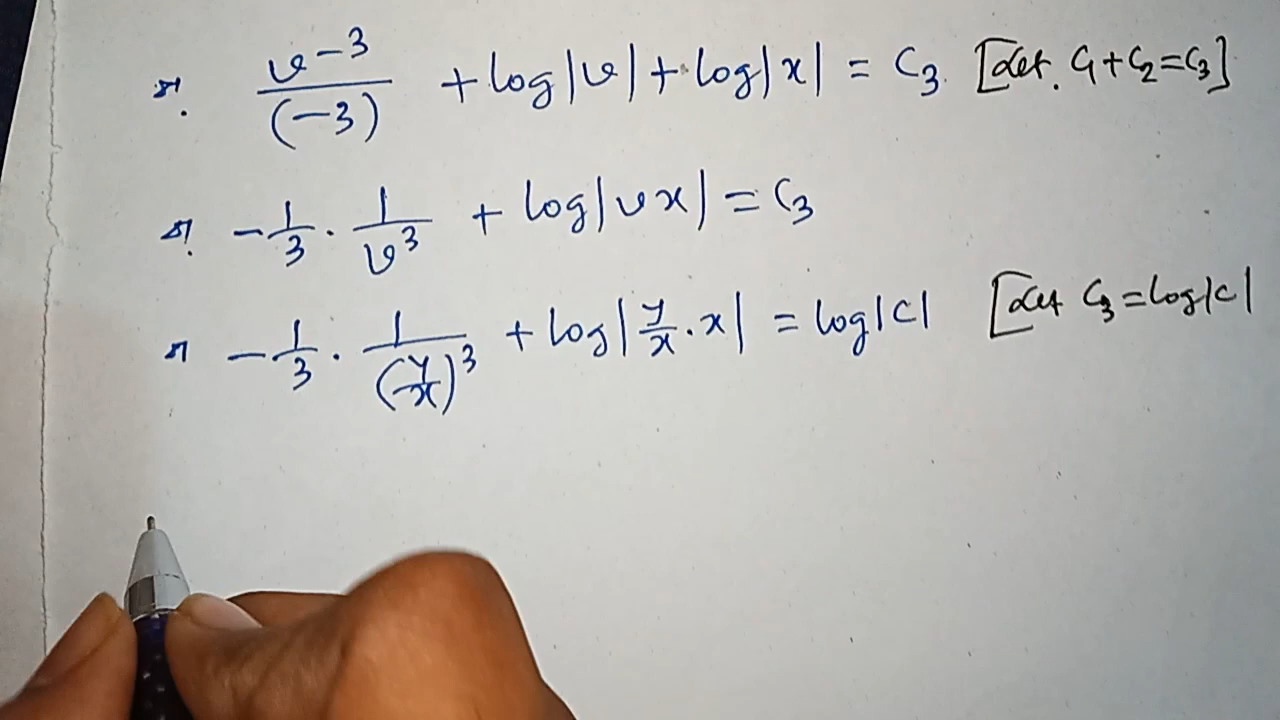 বা, v⁻³/(-3) + log|v| + log|x| = C₃ [Let. C₁+C₂=C₃]
বা, -1/3 · 1/v³ + log|vx| = C₃
বা -1/3 · 1/(y/x)³ + log|y/x · x| = log|C| [Let C₃=log|C|